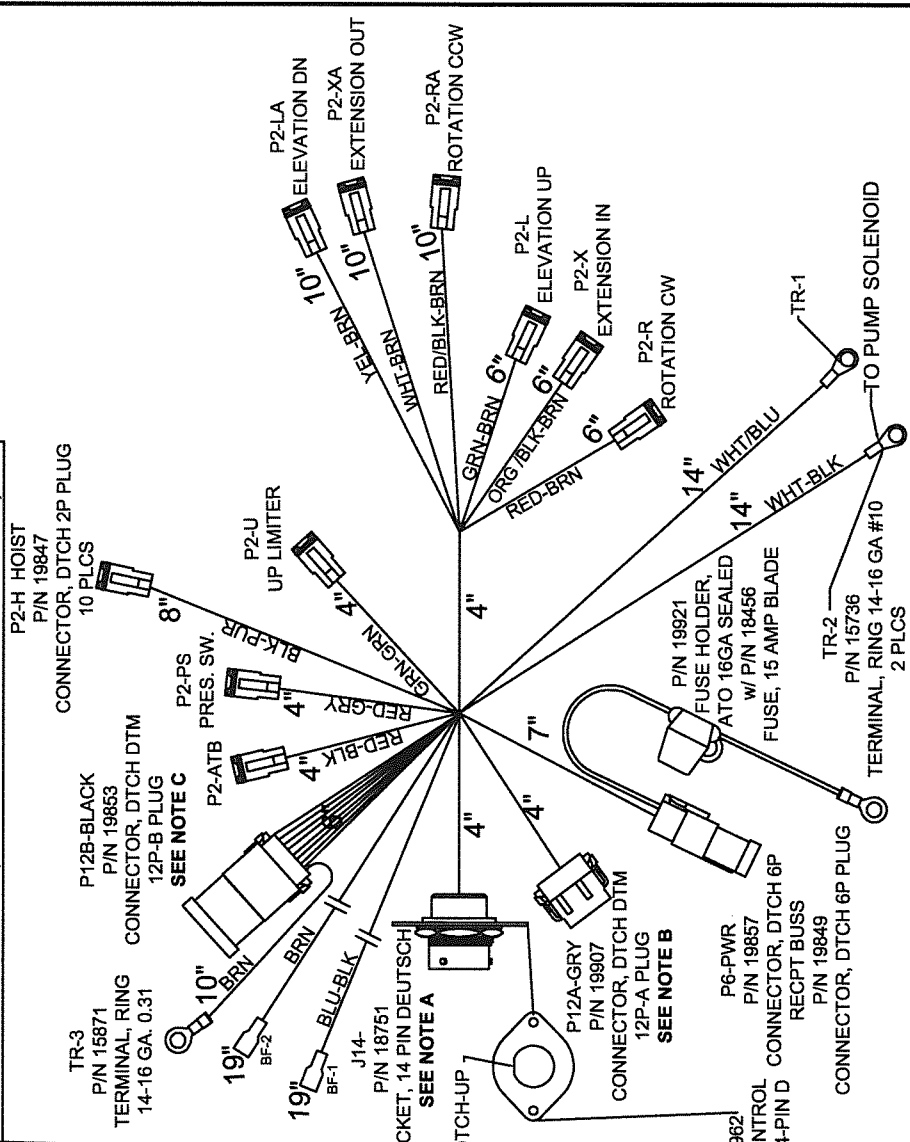 P2-H HOIST
P/N 19847
CONNECTOR, DTCH 2P PLUG
10 PLCS
P2-LA
ELEVATION DN
P2-XA
EXTENSION OUT
P2-RA
ROTATION CCW
P2-L
ELEVATION UP
P2-X
EXTENSION IN
P2-R
ROTATION CW
10"
YEL-BRN
10"
WHT-BRN
10"
RED/BLK-BRN
6"
GRN-BRN
6"
ORG /BLK-BRN
6"
RED-BRN
4"
P2-U
UP LIMITER
4"
GRN-GRN
8"
BLK-PUR
P2-PS
PRES. SW.
4"
RED-GRY
P2-ATB
4"
RED-BLK
P12B-BLACK
P/N 19853
CONNECTOR, DTCH DTM
12P-B PLUG
SEE NOTE C
6"
TR-3
P/N 15871
TERMINAL, RING
14-16 GA. 0.31
10"
BRN
19"
BF-2
BRN
19"
BF-1
BLU-BLK
J14-
P/N 18751
CKET, 14 PIN DEUTSCH
SEE NOTE A
4"
TCH-UP
P12A-GRY
P/N 19907
CONNECTOR, DTCH DTM
12P-A PLUG
SEE NOTE B
4"
962
NTROL
4-PIN D
P6-PWR
P/N 19857
CONNECTOR, DTCH 6P
RECPT BUSS
P/N 19849
CONNECTOR, DTCH 6P PLUG
7"
P/N 19921
FUSE HOLDER,
ATO 16GA SEALED
w/ P/N 18456
FUSE, 15 AMP BLADE
14"
WHT/BLU
TR-1
14"
WHT-BLK
TO PUMP SOLENOID
TR-2
P/N 15736
TERMINAL, RING 14-16 GA #10
2 PLCS